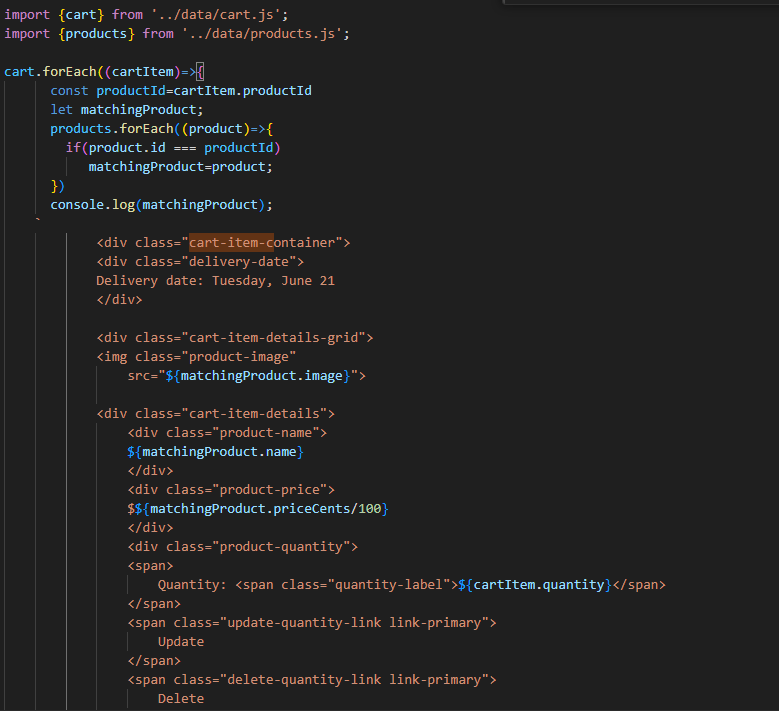 import {cart} from '../data/cart.js';
import {products} from '../data/products.js';
cart.forEach((cartItem)=>{
const productId=cartItem.productId
let matchingProduct;
products.forEach((product)=>{
if(product.id === productId)
matchingProduct=product;
})
console.log(matchingProduct);
`
<div class="cart-item-container">
<div class="delivery-date">
Delivery date: Tuesday, June 21
</div>
<div class="cart-item-details-grid">
<img class="product-image"
src="${matchingProduct.image}">
<div class="cart-item-details">
<div class="product-name">
${matchingProduct.name}
</div>
<div class="product-price">
$${matchingProduct.priceCents/100}
</div>
<div class="product-quantity">
<span>
Quantity: <span class="quantity-label">${cartItem.quantity}</span>
</span>
<span class="update-quantity-link link-primary">
Update
</span>
<span class="delete-quantity-link link-primary">
Delete